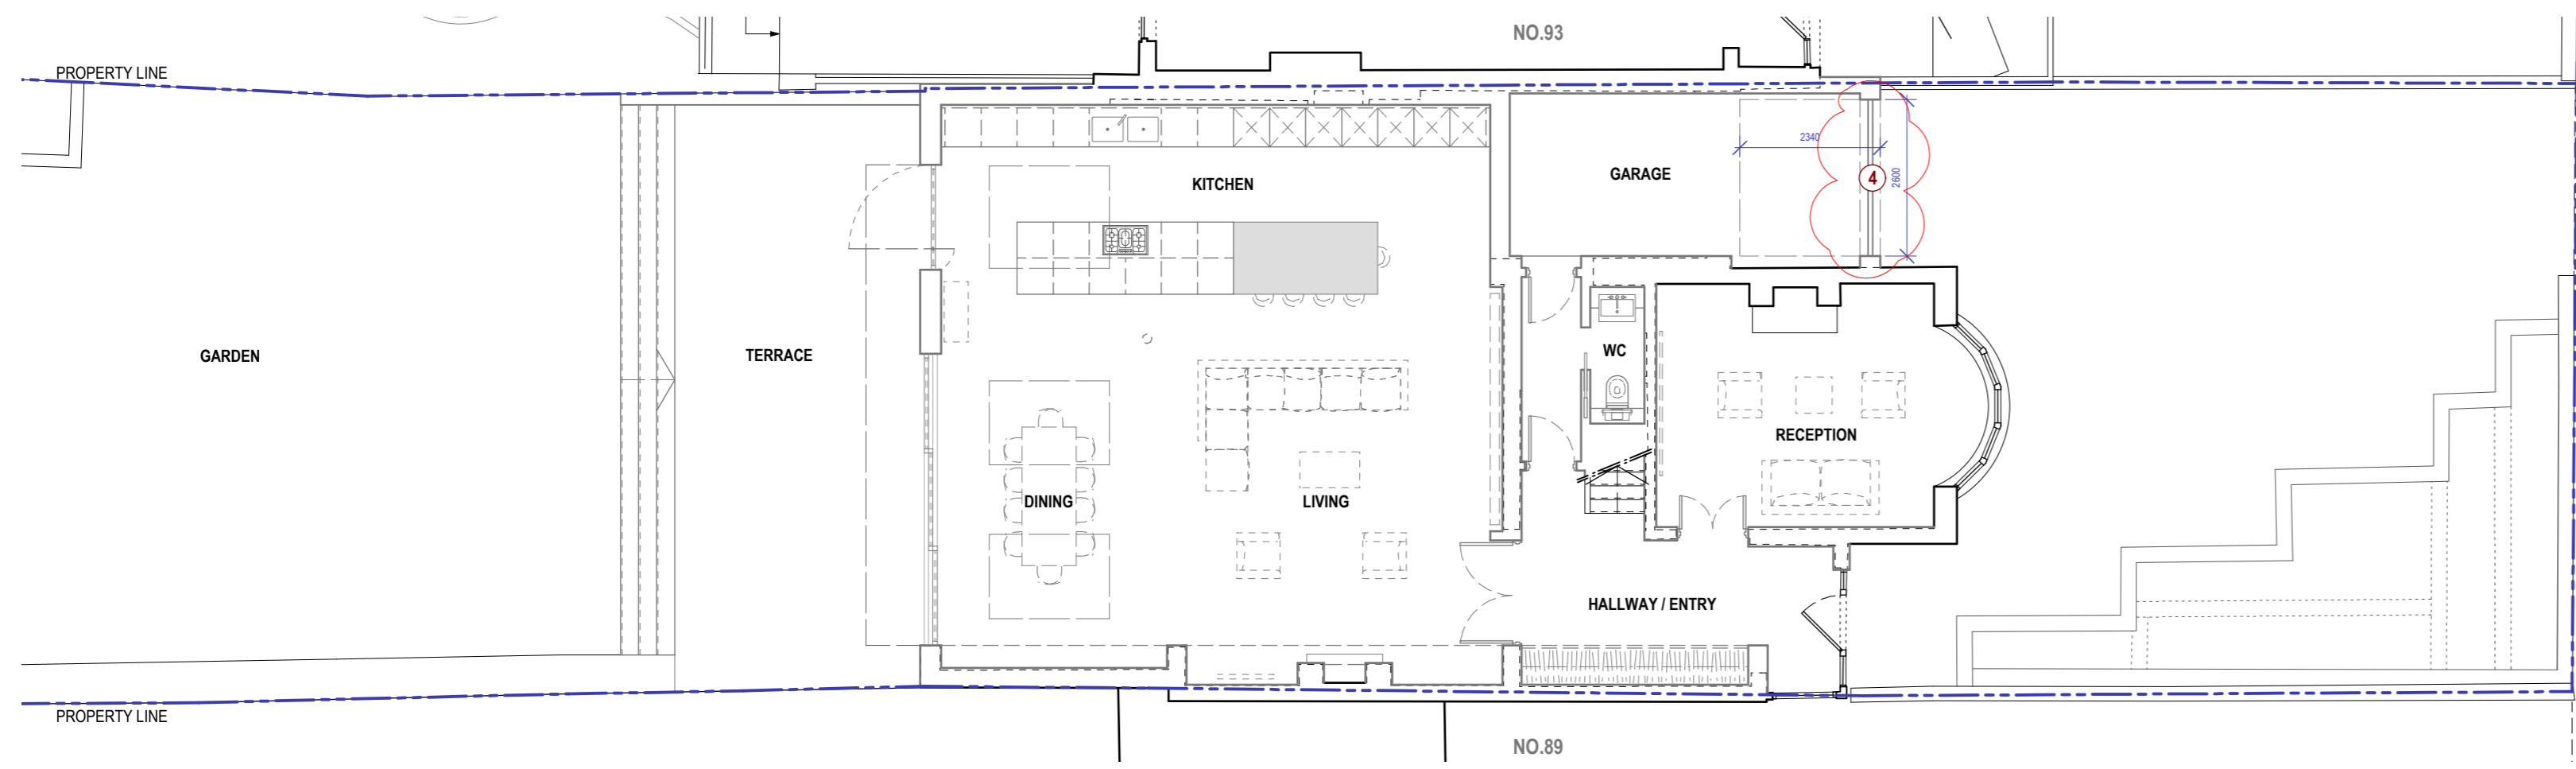 NO.93
PROPERTY LINE
2340
KITCHEN
GARAGE
4
2600
GARDEN
TERRACE
WC
RECEPTION
DINING
LIVING
HALLWAY / ENTRY
PROPERTY LINE
NO.89